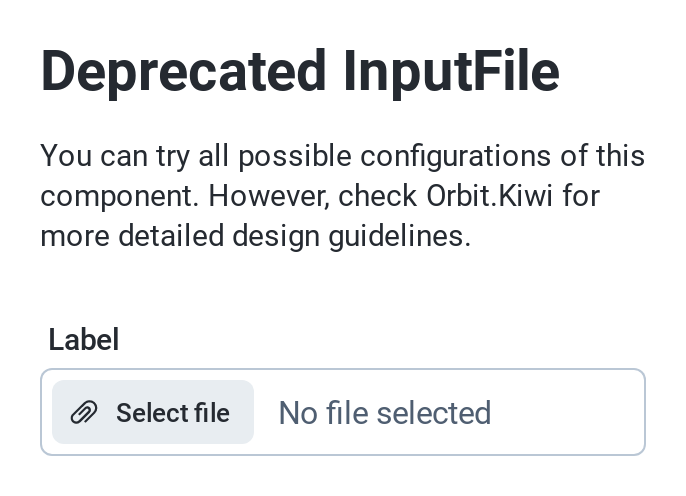 Deprecated InputFile
You can try all possible configurations of this
component. However, check Orbit.Kiwi for
more detailed design guidelines.
Label
Select file No file selected